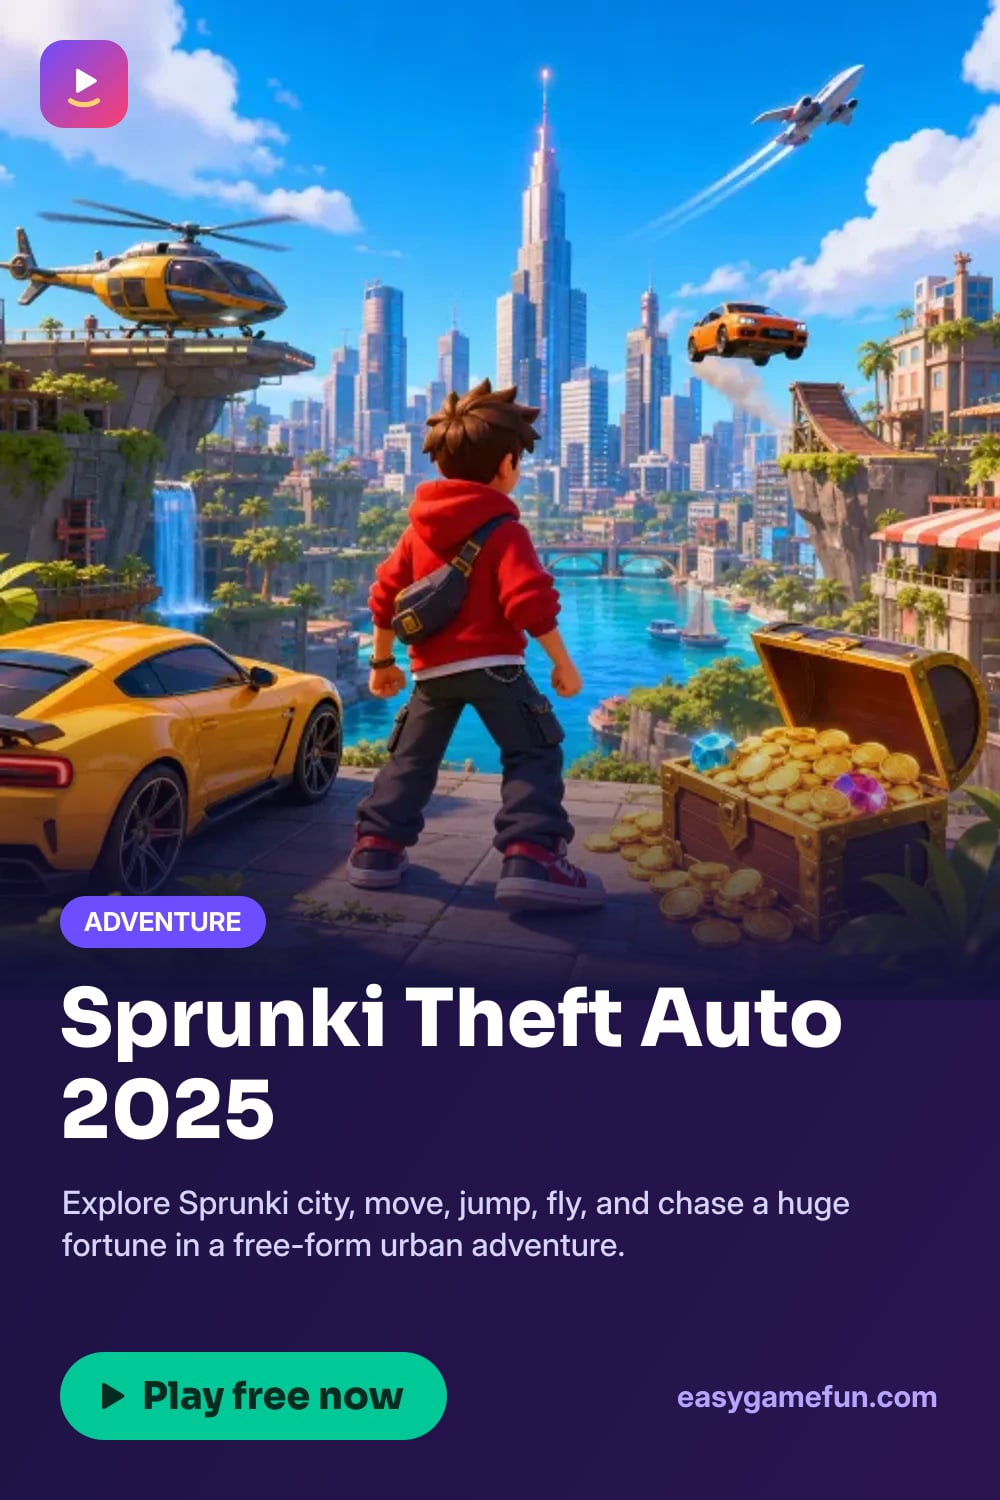 ADVENTURE
Sprunki Theft Auto
2025
Explore Sprunki city, move, jump, fly, and chase a huge
fortune in a free-form urban adventure.
Play free now
easygamefun.com